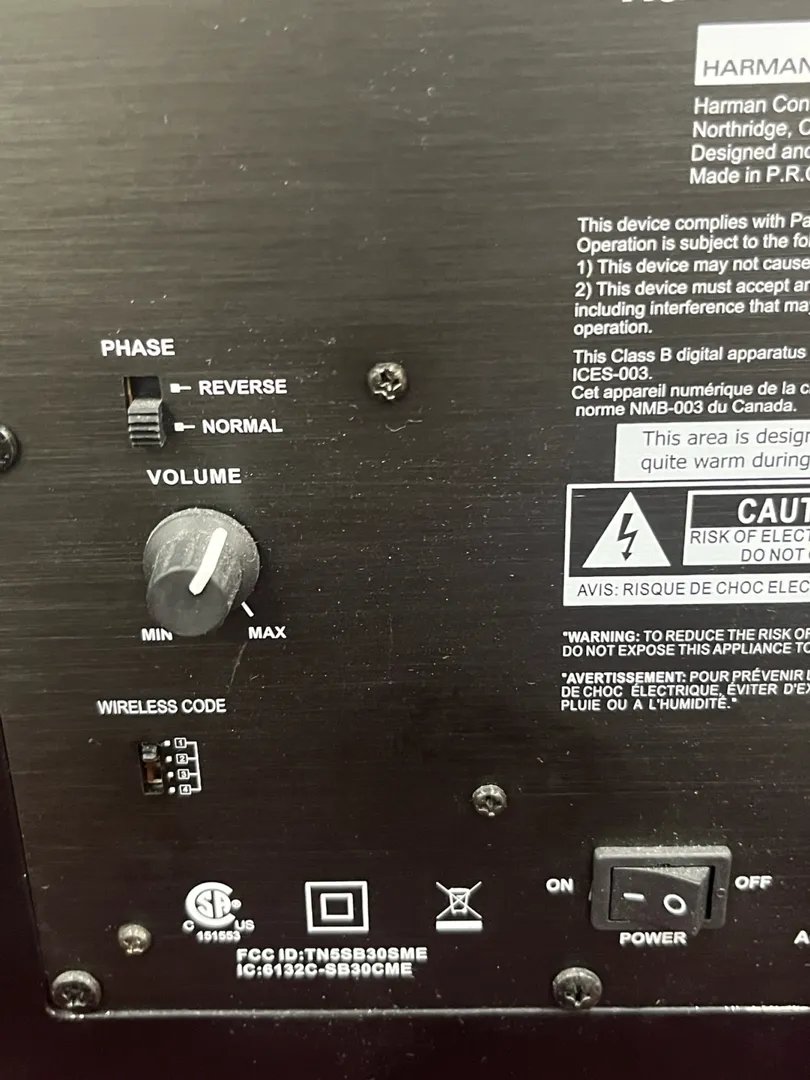 HARMAN
Harman Con
Northridge, C
Designed and
Made in P.R.C
This device complies with Pa
Operation is subject to the fo
1) This device may not cause
2) This device must accept ar
including interference that may
operation.
This Class B digital apparatus
ICES-003.
Cet appareil numérique de la c
norme NMB-003 du Canada.
This area is design
quite warm during
CAUT
RISK OF ELECT
DO NOT
AVIS: RISQUE DE CHOC ELEC
"WARNING: TO REDUCE THE RISK OF
DO NOT EXPOSE THIS APPLIANCE TO
"AVERTISSEMENT: POUR PRÉVENIR L
DE CHOC ÉLECTRIQUE, ÉVITER D'EX
PLUIE OU A L'HUMIDITÉ."
PHASE
REVERSE
NORMAL
VOLUME
MIN MAX
WIRELESS CODE
1
2
3
4
C SA US
151553
FCC ID:TN5SB30SME
IC:6132C-SB30CME
ON OFF
POWER
A